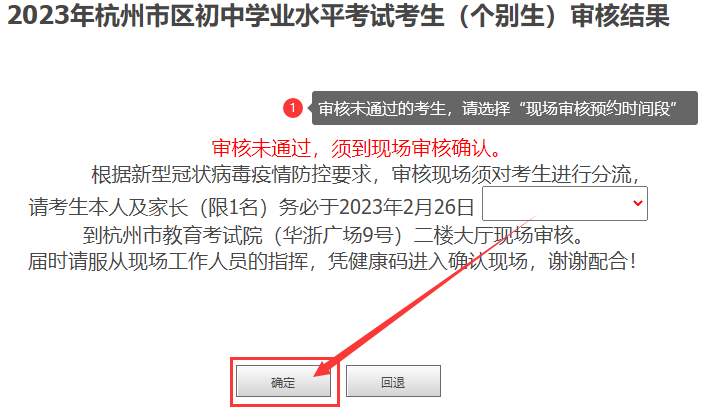 2023年杭州市区初中学业水平考试考生（个别生）审核结果
1 审核未通过的考生，请选择“现场审核预约时间段”
审核未通过，须到现场审核确认。
根据新型冠状病毒疫情防控要求，审核现场须对考生进行分流，
请考生本人及家长（限1名）务必于2023年2月26日
到杭州市教育考试院（华浙广场9号）二楼大厅现场审核。
届时请服从现场工作人员的指挥，凭健康码进入确认现场，谢谢配合！
确定 回退